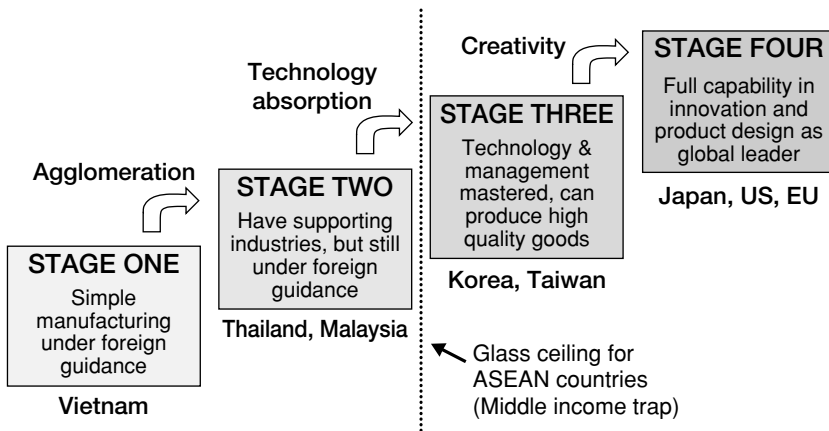 Agglomeration
STAGE ONE
Simple
manufacturing
under foreign
guidance
Vietnam
Technology
absorption
STAGE TWO
Have supporting
industries, but still
under foreign
guidance
Thailand, Malaysia
Creativity
STAGE THREE
Technology &
management
mastered, can
produce high
quality goods
Korea, Taiwan
STAGE FOUR
Full capability in
innovation and
product design as
global leader
Japan, US, EU
Glass ceiling for
ASEAN countries
(Middle income trap)